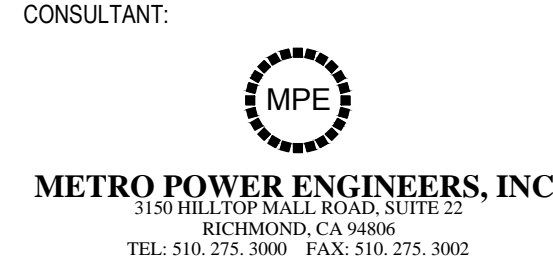 CONSULTANT:
MPE
METRO POWER ENGINEERS, INC
3150 HILLTOP MALL ROAD, SUITE 22
RICHMOND, CA 94806
TEL: 510. 275. 3000 FAX: 510. 275. 3002